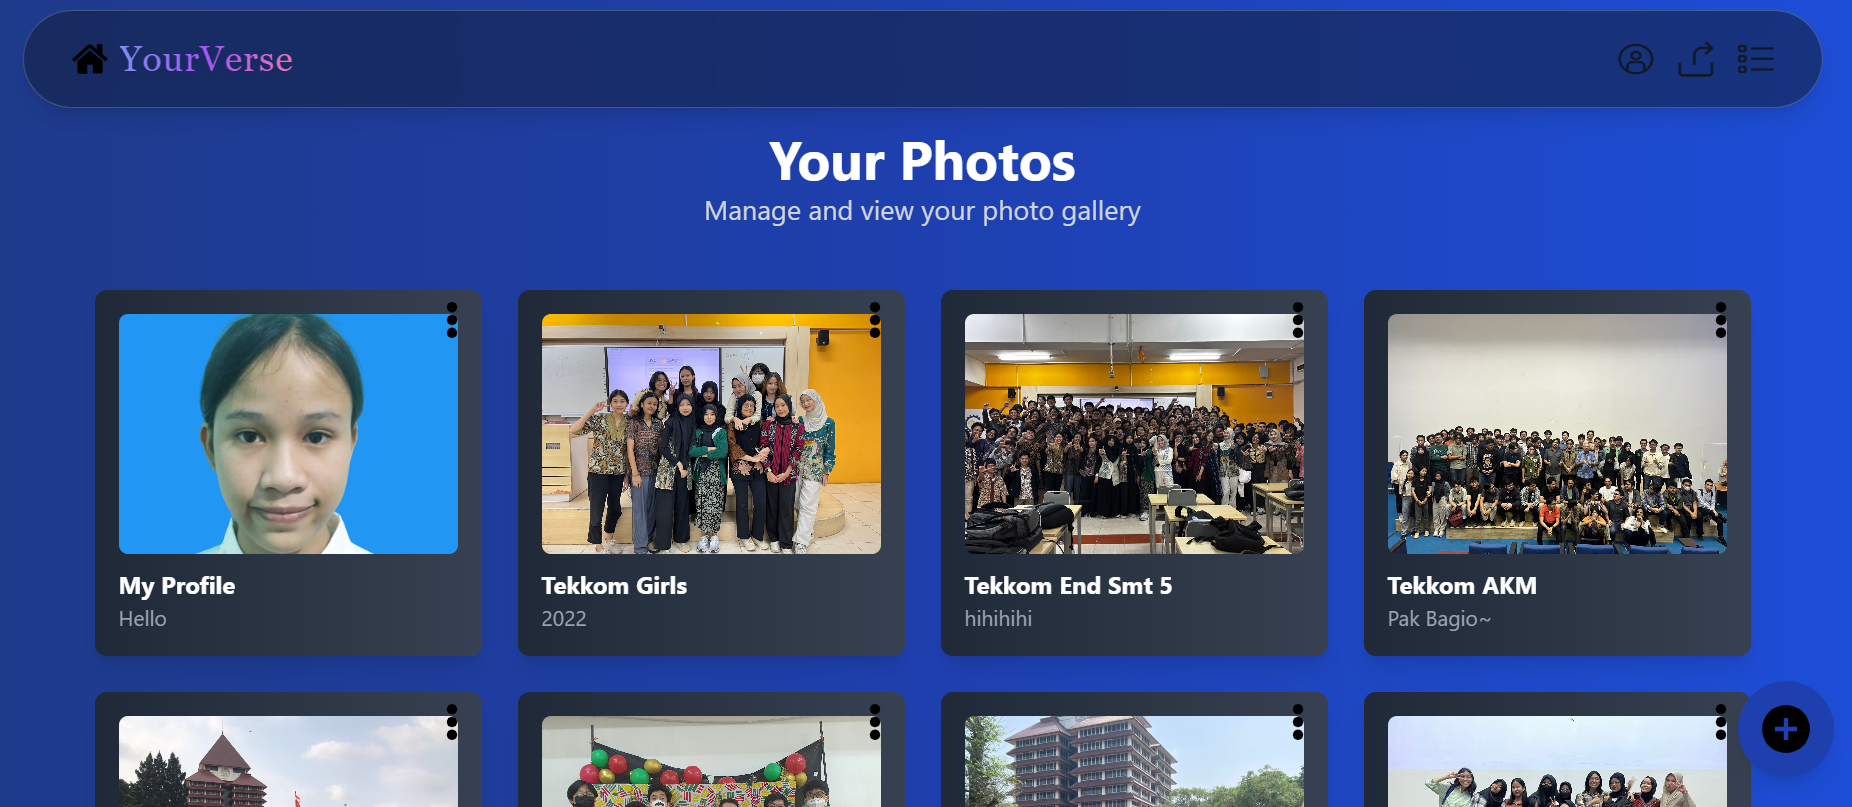 YourVerse
Your Photos
Manage and view your photo gallery
My Profile
Hello
Tekkom Girls
2022
Tekkom End Smt 5
hihihihi
Tekkom AKM
Pak Bagio~